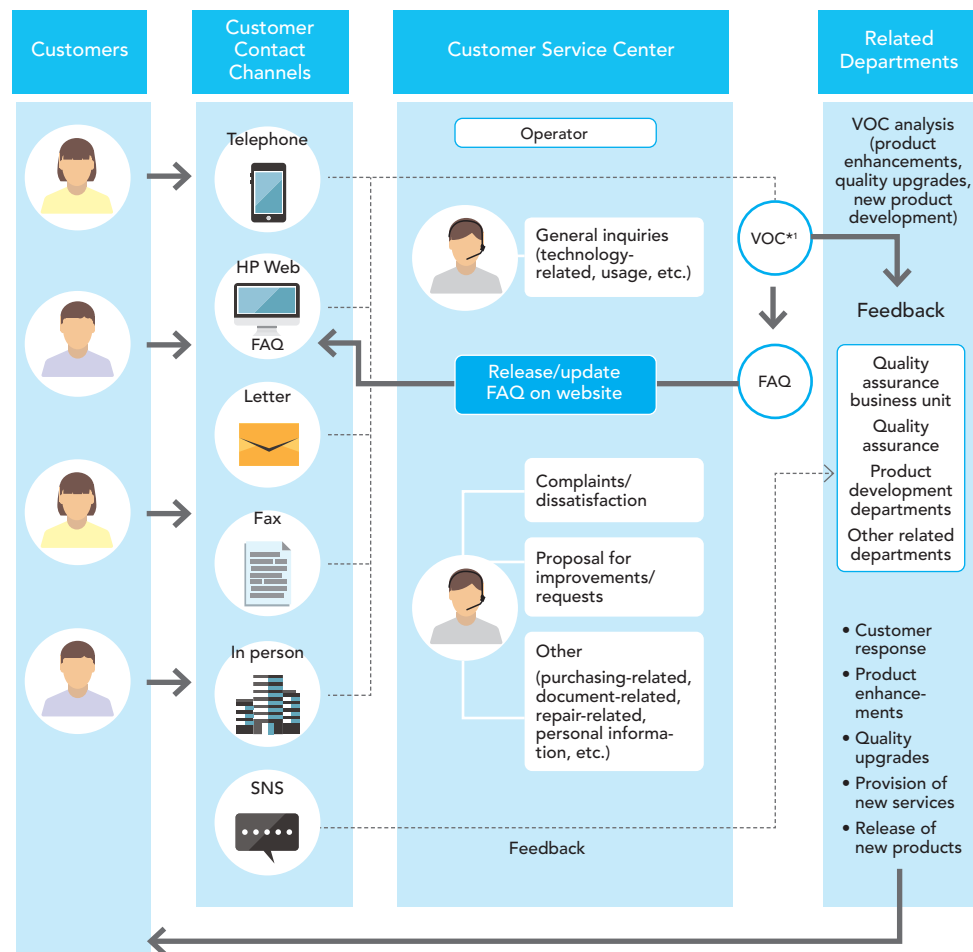 Customers
Customer
Contact
Channels
Customer Service Center
Related
Departments
Telephone
HP Web
FAQ
Letter
Fax
In person
SNS
Operator
General inquiries
(technology-
related, usage, etc.)
VOC*1
FAQ
Release/update
FAQ on website
Complaints/
dissatisfaction
Proposal for
improvements/
requests
Other
(purchasing-related,
document-related,
repair-related,
personal informa-
tion, etc.)
Feedback
VOC analysis
(product
enhancements,
quality upgrades,
new product
development)
Feedback
Quality
assurance
business unit
Quality
assurance
Product
development
departments
Other related
departments
• Customer
response
• Product
enhance-
ments
• Quality
upgrades
• Provision of
new services
• Release of
new products